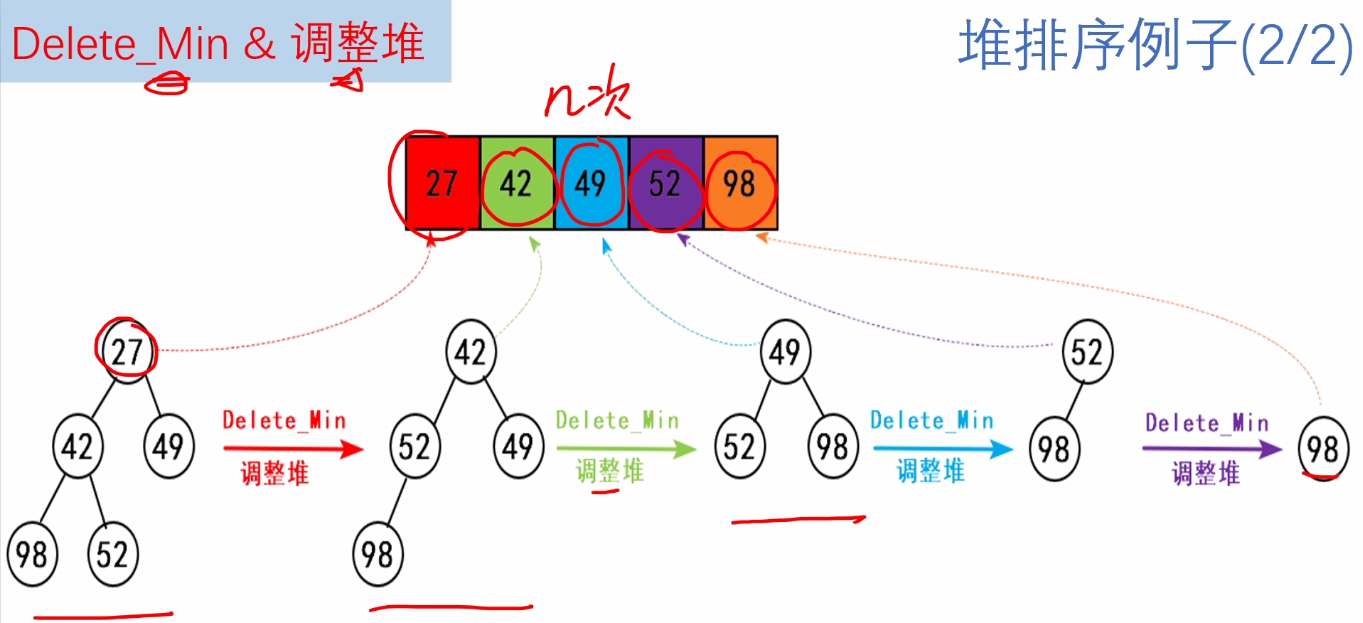 Delete_Min & 调整堆
堆排序例子(2/2)
n次
27 42 49 52 98
27 42 49 52
42 49 52 49 52 98 98 98
Delete_Min Delete_Min Delete_Min Delete_Min
调整堆 调整堆 调整堆 调整堆
98 52 98